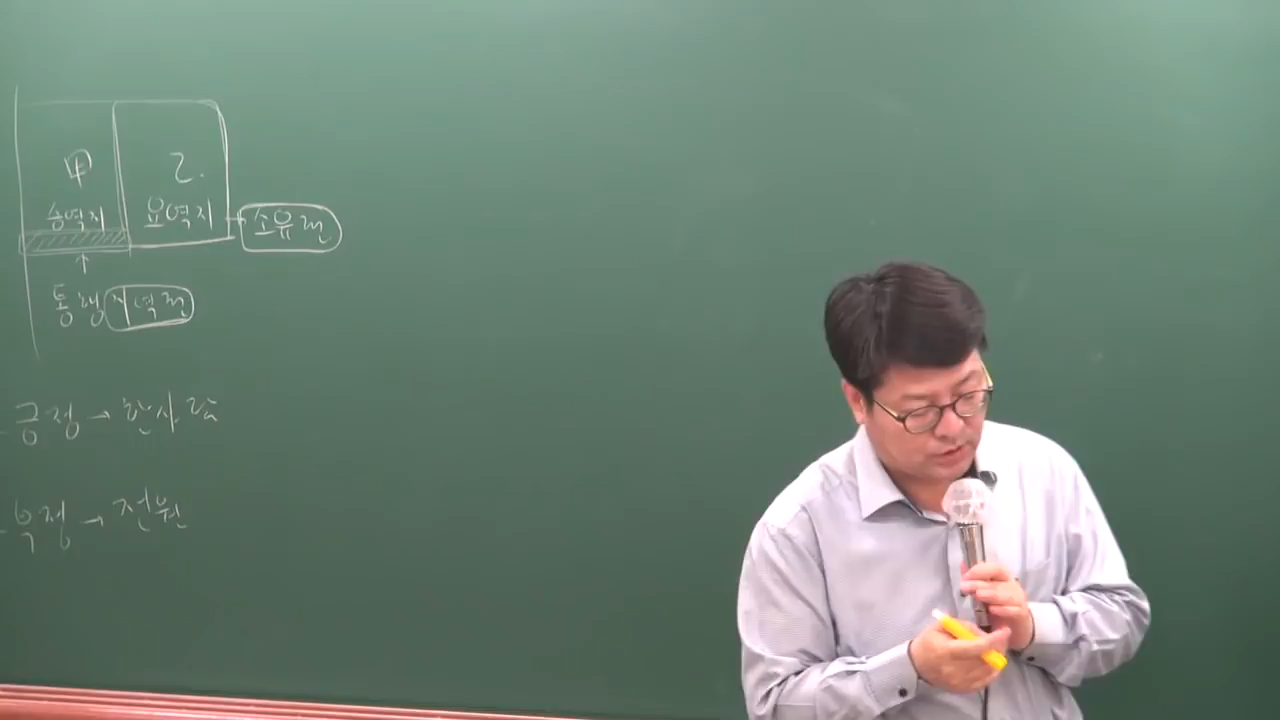 甲 乙.
승역지 요역지 소유권
통행지역권
긍정 → 한사람
부정 → 전원